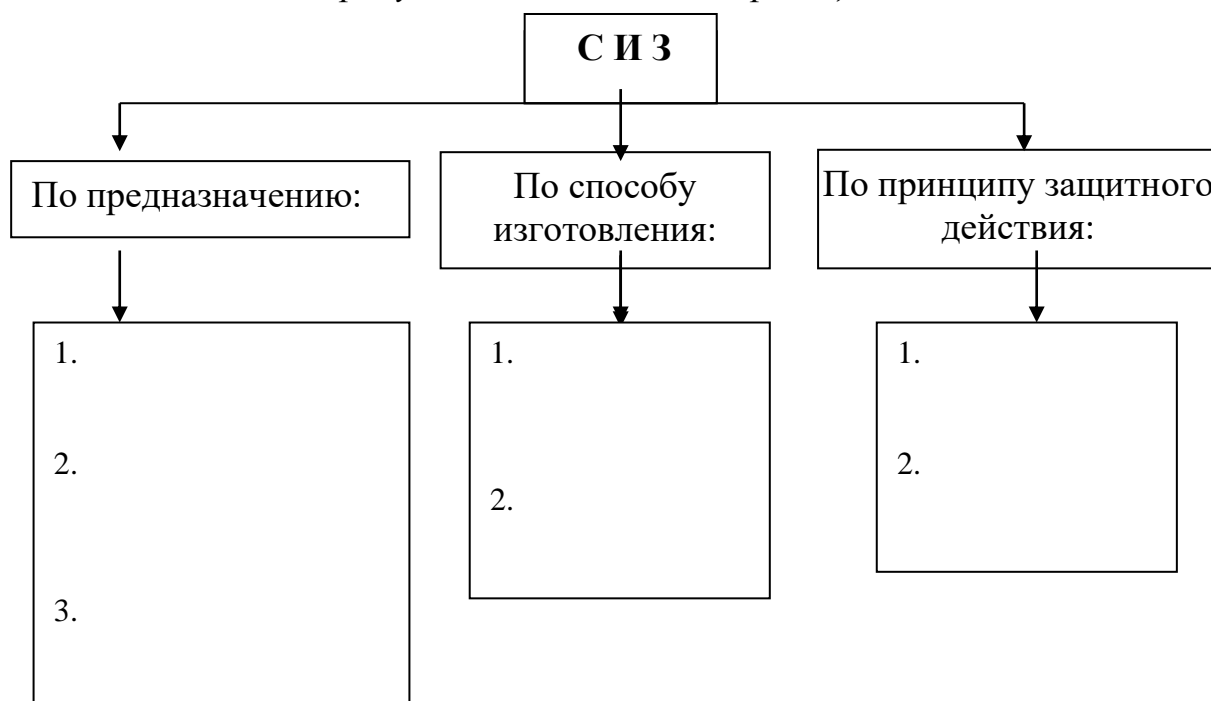 С И З
По предназначению:
По способу
изготовления:
По принципу защитного
действия:
1.
2.
3.
1.
2.
1.
2.